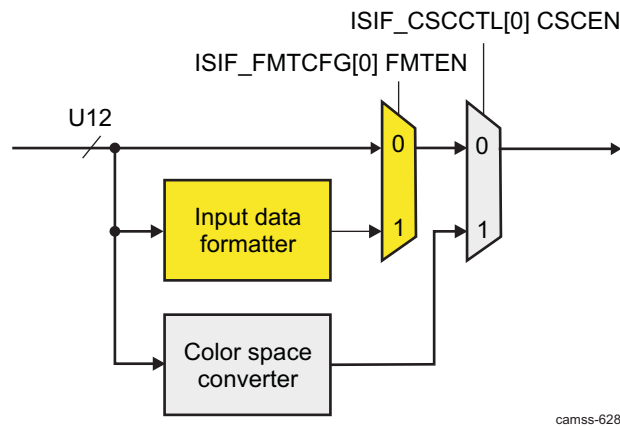 ISIF_CSCCTL[0] CSCEN
ISIF_FMTCFG[0] FMTEN
U12
0
0
Input data
formatter
1
1
Color space
converter
camss-628